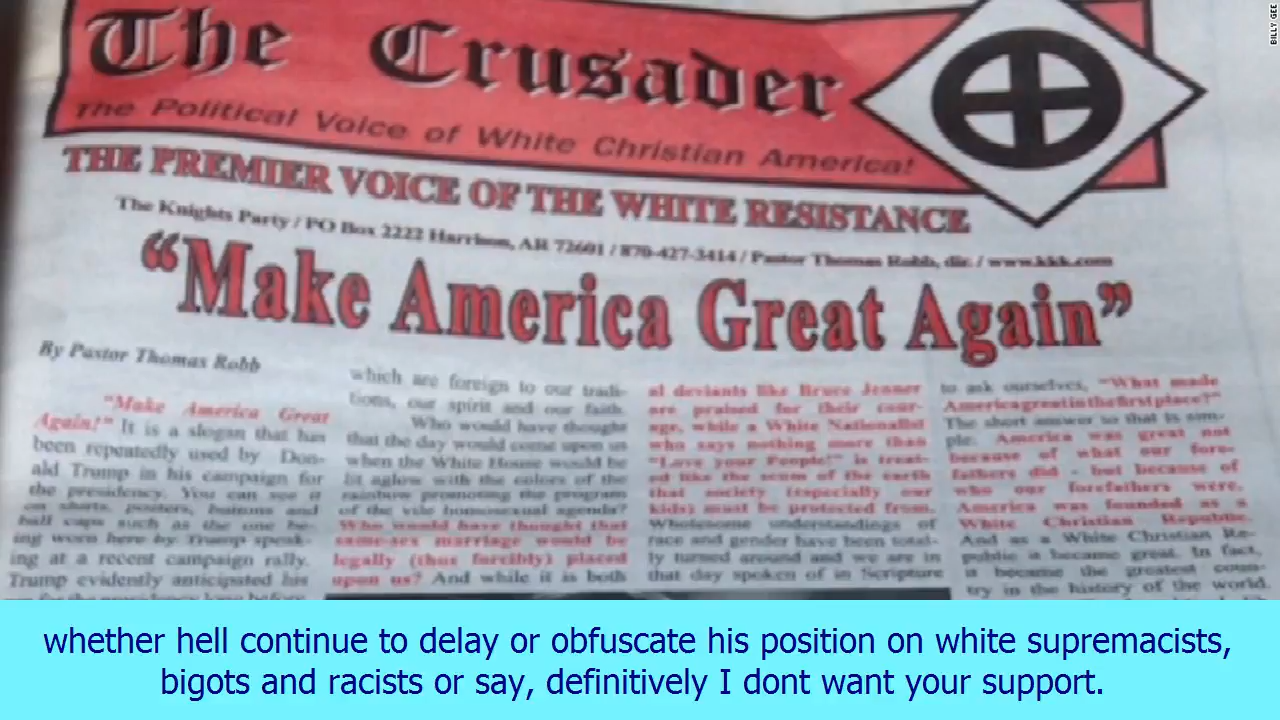 BILLY GEE
The Crusader
The Political Voice of White Christian America!
THE PREMIER VOICE OF THE WHITE RESISTANCE
The Knights Party / PO Box 2222 Harrison, AR 72601 / 870-427-3414 / Pastor Thomas Robb, dir. / www.kkk.com
“Make America Great Again”
By Pastor Thomas Robb
"Make America Great
Again!" It is a slogan that has
been repeatedly used by Don-
ald Trump in his campaign for
the presidency. You can see it
on shirts, posters, buttons and
ball caps such as the one be-
ing worn here by Trump speak-
ing at a recent campaign rally.
Trump evidently anticipated his
for the presidency long before
which are foreign to our tradi-
tions, our spirit and our faith.
Who would have thought
that the day would come upon us
when the White House would be
lit aglow with the colors of the
rainbow promoting the program
of the vile homosexual agenda?
Who would have thought that
same-sex marriage would be
legally (thus forcibly) placed
upon us? And while it is both
al deviants like Bruce Jenner
are praised for their cour-
age, while a White Nationalist
who says nothing more than
"Love your People!" is treat-
ed like the scum of the earth
that society (especially our
kids) must be protected from.
Wholesome understandings of
race and gender have been total-
ly turned around and we are in
that day spoken of in Scripture
to ask ourselves, "What made
America great in the first place?"
The short answer to that is sim-
ple. America was great not
because of what our fore-
fathers did - but because of
who our forefathers were.
America was founded as a
White Christian Republic.
And as a White Christian Re-
public it became great. In fact,
it became the greatest coun-
try in the history of the world.
whether hell continue to delay or obfuscate his position on white supremacists,
bigots and racists or say, definitively I dont want your support.